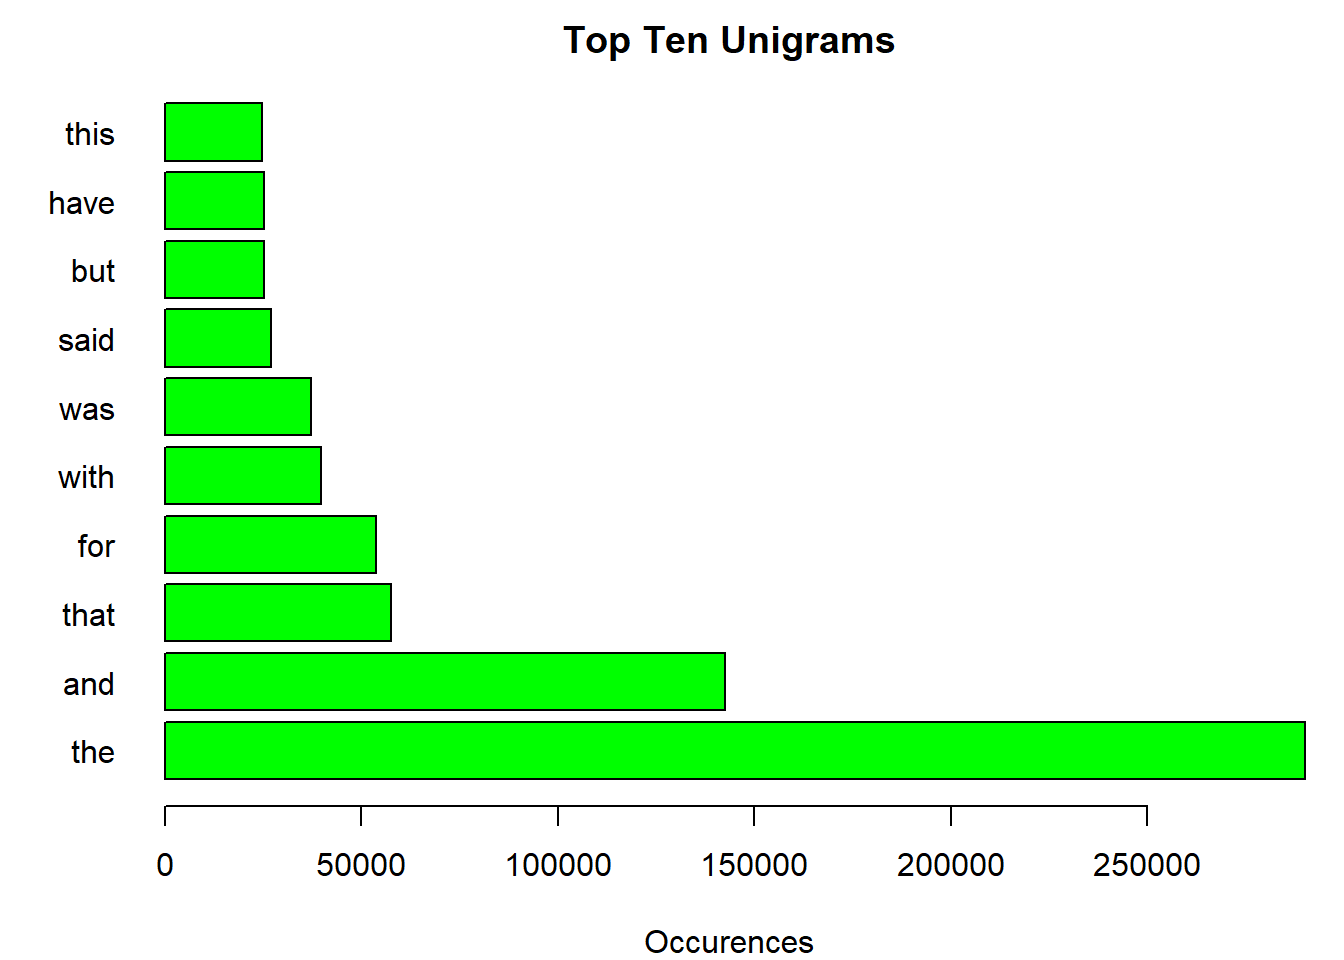 Top Ten Unigrams
this
have
but
said
was
with
for
that
and
the
0 50000 100000 150000 200000 250000
Occurences